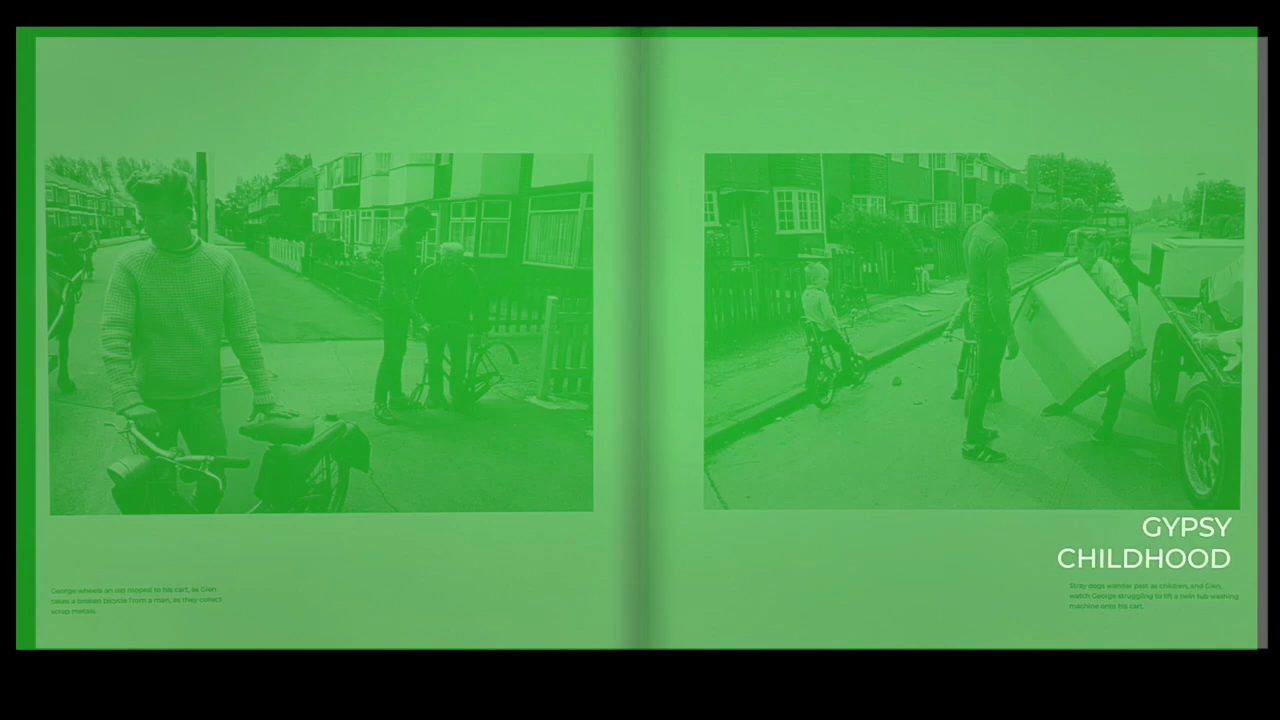 George wheels an old moped to his cart, as Glen
takes a broken bicycle from a man, as they collect
scrap metals.
GYPSY
CHILDHOOD
Stray dogs wander past as children, and Glen,
watch George struggling to lift a twin tub washing
machine onto his cart.